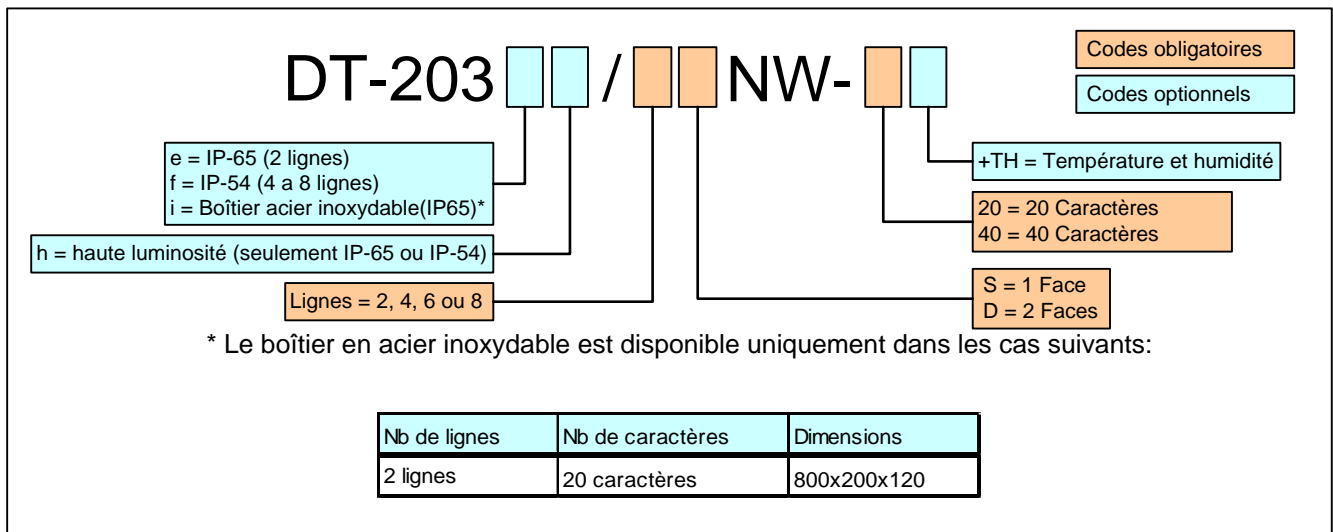 DT-203 / NW-
Codes obligatoires
Codes optionnels
e = IP-65 (2 lignes)
f = IP-54 (4 a 8 lignes)
i = Boîtier acier inoxydable(IP65)*
+TH = Température et humidité
20 = 20 Caractères
40 = 40 Caractères
h = haute luminosité (seulement IP-65 ou IP-54)
Lignes = 2, 4, 6 ou 8
S = 1 Face
D = 2 Faces
* Le boîtier en acier inoxydable est disponible uniquement dans les cas suivants:
Nb de lignes Nb de caractères Dimensions
2 lignes 20 caractères 800x200x120